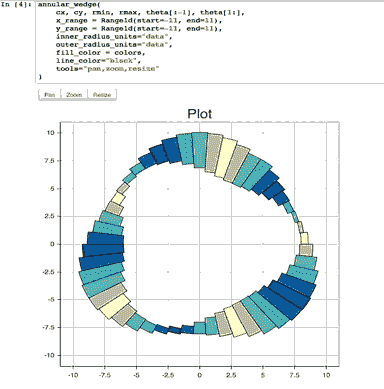 In [4]: annular_wedge(
cx, cy, rmin, rmax, theta[:-1], theta[1:],
x_range = Range1d(start=-11, end=11),
y_range = Range1d(start=-11, end=11),
inner_radius_units="data",
outer_radius_units="data",
fill_color = colors,
line_color="black",
tools="pan,zoom,resize"
)
Pan Zoom Resize
Plot
10
7.5
5
2.5
0
-2.5
-5
-7.5
-10
-10 -7.5 -5 -2.5 0 2.5 5 7.5 10